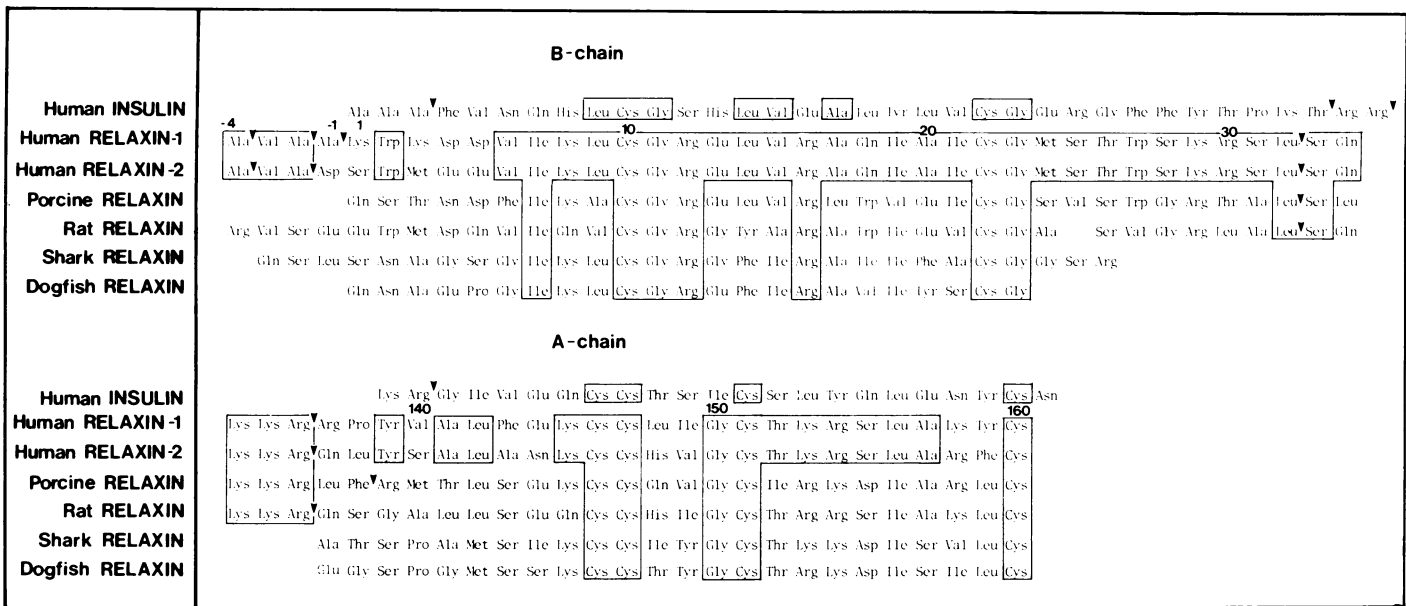 B-chain
Human INSULIN Ala Ala Ala Phe Val Asn Gln His Leu Cys Gly Ser His Leu Val Glu Ala Leu Tyr Leu Val Cys Gly Glu Arg Gly Phe Phe Tyr Thr Pro Lys Thr Arg Arg
-4 -1 1 10 20 30
Human RELAXIN-1 Ala Val Ala Ala Lys Trp Lys Asp Asp Val Ile Lys Leu Cys Gly Arg Glu Leu Val Arg Ala Gln Ile Ala Ile Cys Gly Met Ser Thr Trp Ser Lys Arg Ser Leu Ser Gln
Human RELAXIN-2 Ala Val Ala Asp Ser Trp Met Glu Glu Val Ile Lys Leu Cys Gly Arg Glu Leu Val Arg Ala Gln Ile Ala Ile Cys Gly Met Ser Thr Trp Ser Lys Arg Ser Leu Ser Gln
Porcine RELAXIN Gln Ser Thr Asn Asp Phe Ile Lys Ala Cys Gly Arg Glu Leu Val Arg Leu Trp Val Glu Ile Cys Gly Ser Val Ser Trp Gly Arg Thr Ala Leu Ser Leu
Rat RELAXIN Arg Val Ser Glu Glu Trp Met Asp Gln Val Ile Gln Val Cys Gly Arg Gly Tyr Ala Arg Ala Trp Ile Glu Val Cys Gly Ala Ser Val Gly Arg Leu Ala Leu Ser Gln
Shark RELAXIN Gln Ser Leu Ser Asn Ala Gly Ser Gly Ile Lys Leu Cys Gly Arg Gly Phe Ile Arg Ala Ile Ile Phe Ala Cys Gly Gly Ser Arg
Dogfish RELAXIN Gln Asn Ala Glu Pro Gly Ile Lys Leu Cys Gly Arg Glu Phe Ile Arg Ala Val Ile Tyr Ser Cys Gly
A-chain
Human INSULIN Lys Arg Gly Ile Val Glu Gln Cys Cys Thr Ser Ile Cys Ser Leu Tyr Gln Leu Glu Asn Tyr Cys Asn
140 150 160
Human RELAXIN-1 Lys Lys Arg Arg Pro Tyr Val Ala Leu Phe Glu Lys Cys Cys Leu Ile Gly Cys Thr Lys Arg Ser Leu Ala Lys Tyr Cys
Human RELAXIN-2 Lys Lys Arg Gln Leu Tyr Ser Ala Leu Ala Asn Lys Cys Cys His Val Gly Cys Thr Lys Arg Ser Leu Ala Arg Phe Cys
Porcine RELAXIN Lys Lys Arg Leu Phe Arg Met Thr Leu Ser Glu Lys Cys Cys Gln Val Gly Cys Ile Arg Lys Asp Ile Ala Arg Leu Cys
Rat RELAXIN Lys Lys Arg Gln Ser Gly Ala Leu Leu Ser Glu Gln Cys Cys His Ile Gly Cys Thr Arg Arg Ser Ile Ala Lys Leu Cys
Shark RELAXIN Ala Thr Ser Pro Ala Met Ser Ile Lys Cys Cys Ile Tyr Gly Cys Thr Lys Lys Asp Ile Ser Val Leu Cys
Dogfish RELAXIN Glu Gly Ser Pro Gly Met Ser Ser Lys Cys Cys Thr Tyr Gly Cys Thr Arg Lys Asp Ile Ser Ile Leu Cys